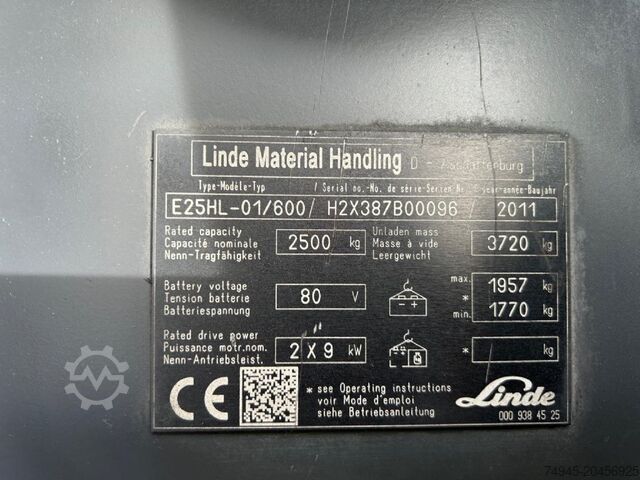 Linde Material Handling D - Aschaffenburg
Type-Modèle-Typ / Serial no.-No. de série-Serien Nr. / year-année-Baujahr
E25HL-01/600 / H2X387B00096 / 2011
Rated capacity
Capacité nominale
Nenn-Tragfähigkeit
2500 kg
Unladen mass
Masse à vide
Leergewicht
3720 kg
Battery voltage
Tension batterie
Batteriespannung
80 V
max. 1957 kg
*
min. 1770 kg
Rated drive power
Puissance motr.nom.
Nenn-Antriebsleist.
2 X 9 kW
* kg
CE
* see Operating instructions
voir Mode d'emploi
siehe Betriebsanleitung
Linde
000 938 45 25
74945-20456925